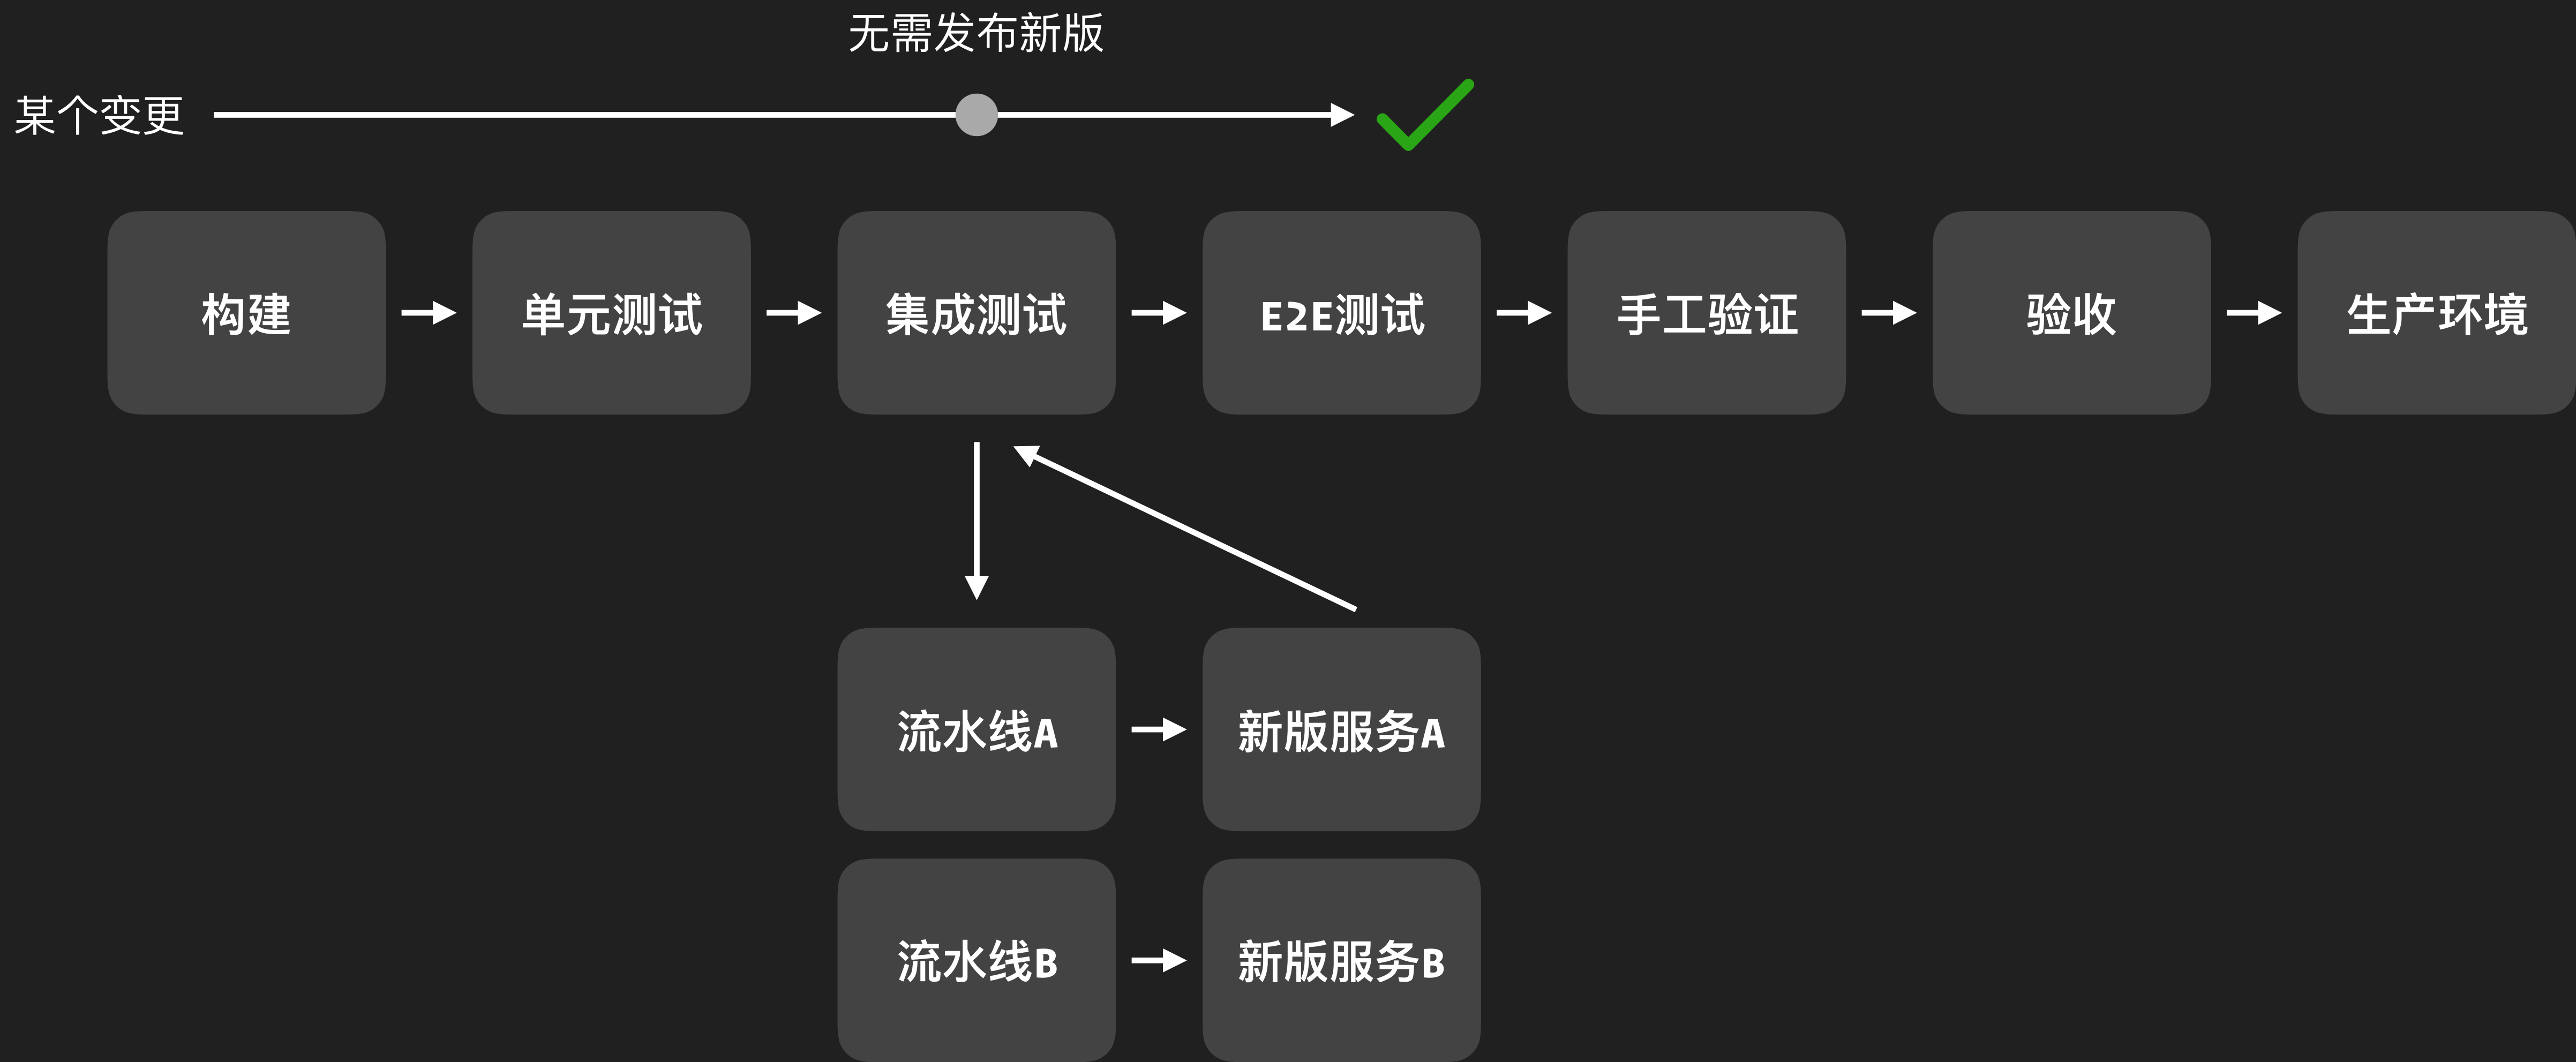 无需发布新版
某个变更
构建
单元测试
集成测试
E2E测试
手工验证
验收
生产环境
流水线A
新版服务A
流水线B
新版服务B